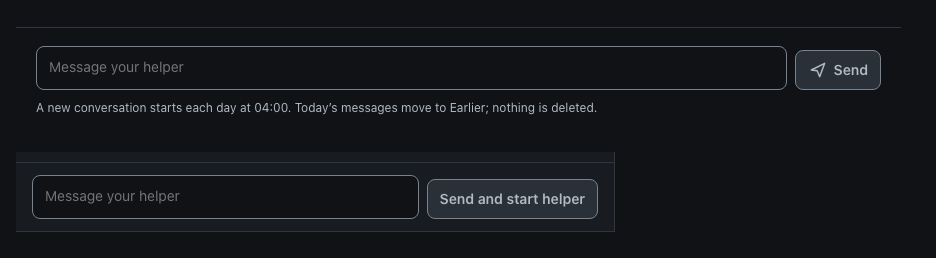 Message your helper
Send
A new conversation starts each day at 04:00. Today’s messages move to Earlier; nothing is deleted.
Message your helper
Send and start helper